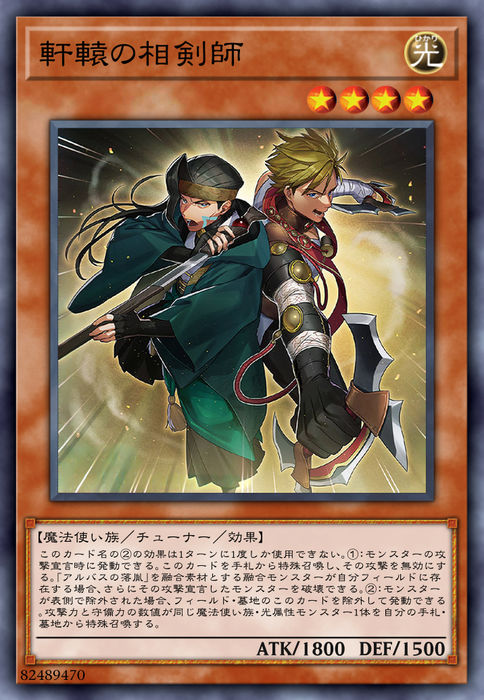 軒轅の相剣師
ひかり
光
【魔法使い族／チューナー／効果】
このカード名の②の効果は1ターンに1度しか使用できない。①：モンスターの攻
撃宣言時に発動できる。このカードを手札から特殊召喚し、その攻撃を無効にす
る。「アルバスの落胤」を融合素材とする融合モンスターが自分フィールドに存
在する場合、さらにその攻撃宣言したモンスターを破壊できる。②：モンスター
が表側で除外された場合、フィールド・墓地のこのカードを除外して発動できる。
攻撃力と守備力の数値が同じ魔法使い族・光属性モンスター1体を自分の手札・
墓地から特殊召喚する。
ATK/1800 DEF/1500
82489470